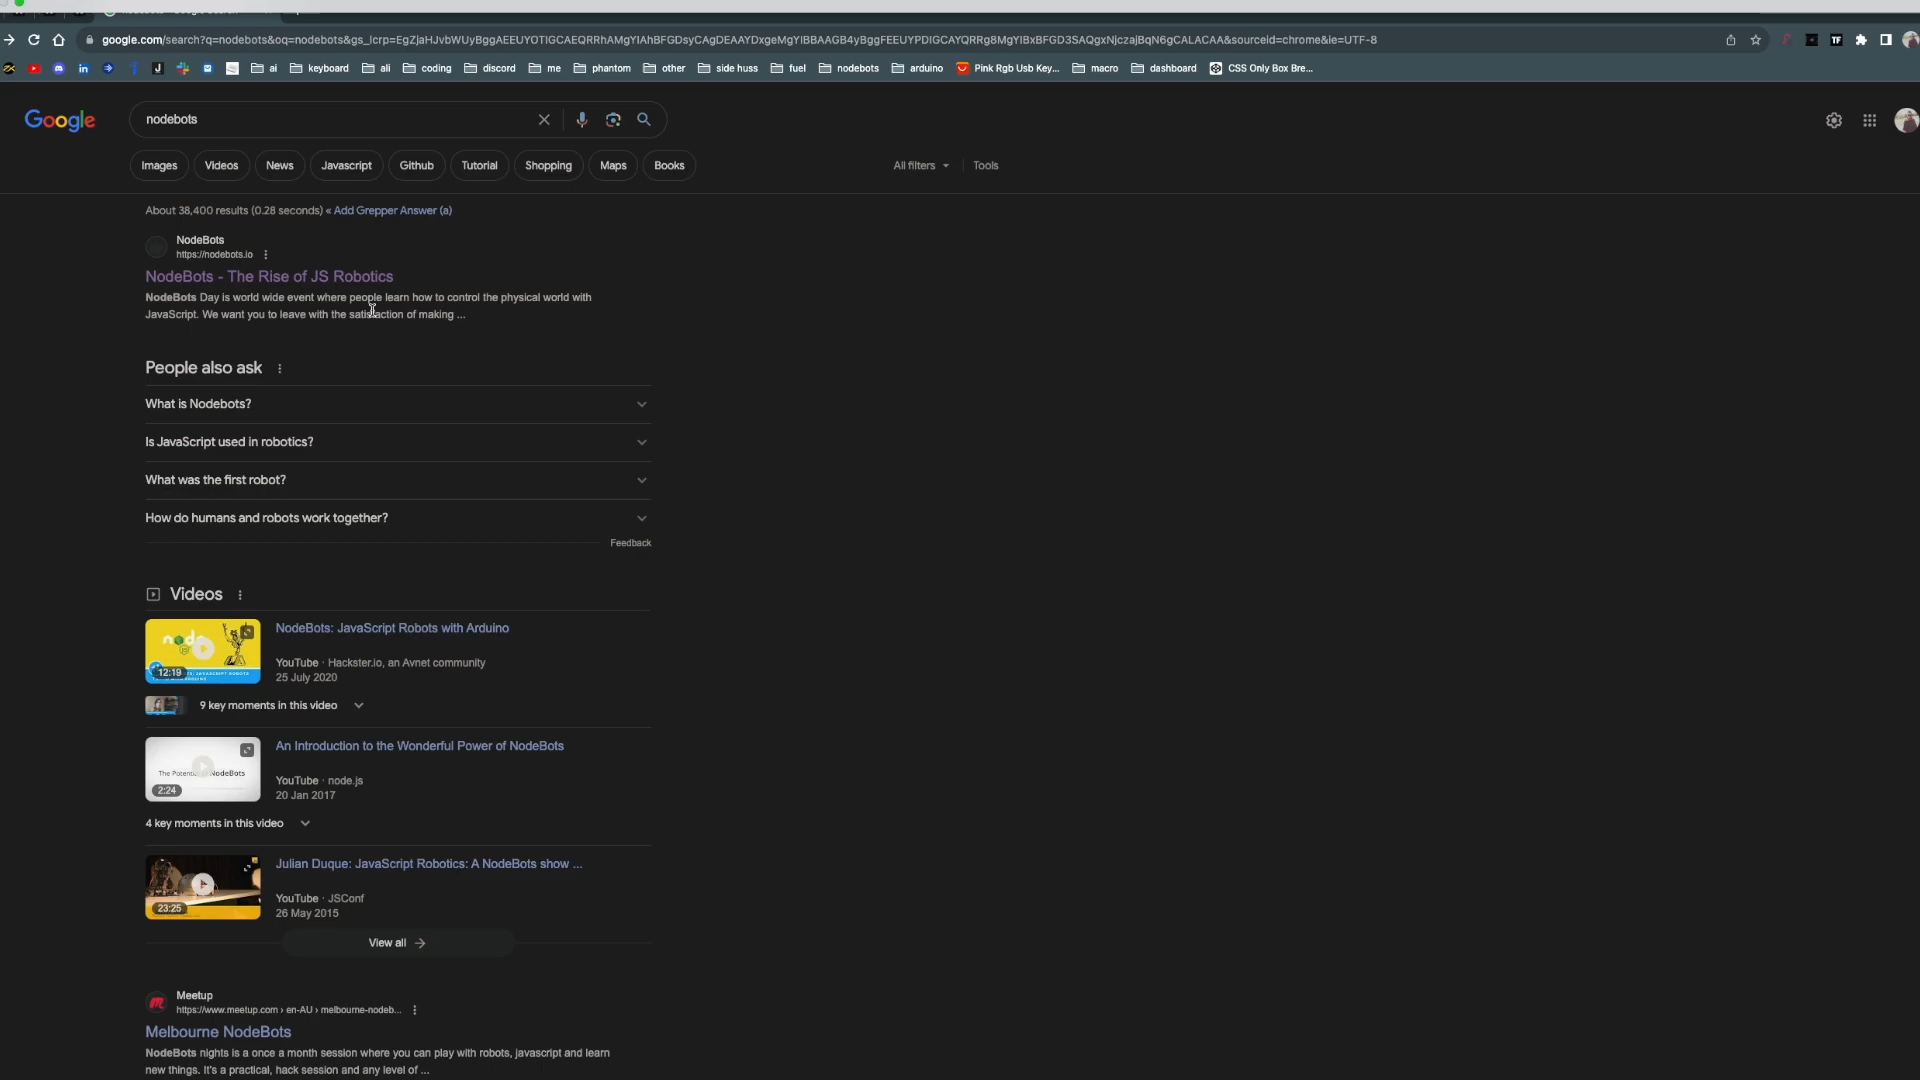 google.com/search?q=nodebots&oq=nodebots&gs_lcrp=EgZjaHJvbWUyBggAEEUYOTIGCAEQRRhAMgYIAhBFGDsyCAgDEAAYDxgeMgYIBBAAGB4yBggFEEUYPDIGCAYQRRg8MgYIBxBFGD3SAQgxNjczajBqN6gCALACAA&sourceid=chrome&ie=UTF-8
TF
ai keyboard ali coding discord me phantom other side huss fuel nodebots arduino Pink Rgb Usb Key... macro dashboard CSS Only Box Bre...
Google
nodebots
Images Videos News Javascript Github Tutorial Shopping Maps Books
All filters Tools
About 38,400 results (0.28 seconds) « Add Grepper Answer (a)
NodeBots
https://nodebots.io
NodeBots - The Rise of JS Robotics
NodeBots Day is world wide event where people learn how to control the physical world with
JavaScript. We want you to leave with the satisfaction of making ...
People also ask
What is Nodebots?
Is JavaScript used in robotics?
What was the first robot?
How do humans and robots work together?
Feedback
Videos
NodeBots: JavaScript Robots with Arduino
YouTube · Hackster.io, an Avnet community
25 July 2020
12:19
9 key moments in this video
An Introduction to the Wonderful Power of NodeBots
YouTube · node.js
20 Jan 2017
2:24
4 key moments in this video
Julian Duque: JavaScript Robotics: A NodeBots show ...
YouTube · JSConf
26 May 2015
23:25
View all
Meetup
https://www.meetup.com › en-AU › melbourne-nodeb...
Melbourne NodeBots
NodeBots nights is a once a month session where you can play with robots, javascript and learn
new things. It's a practical, hack session and any level of ...